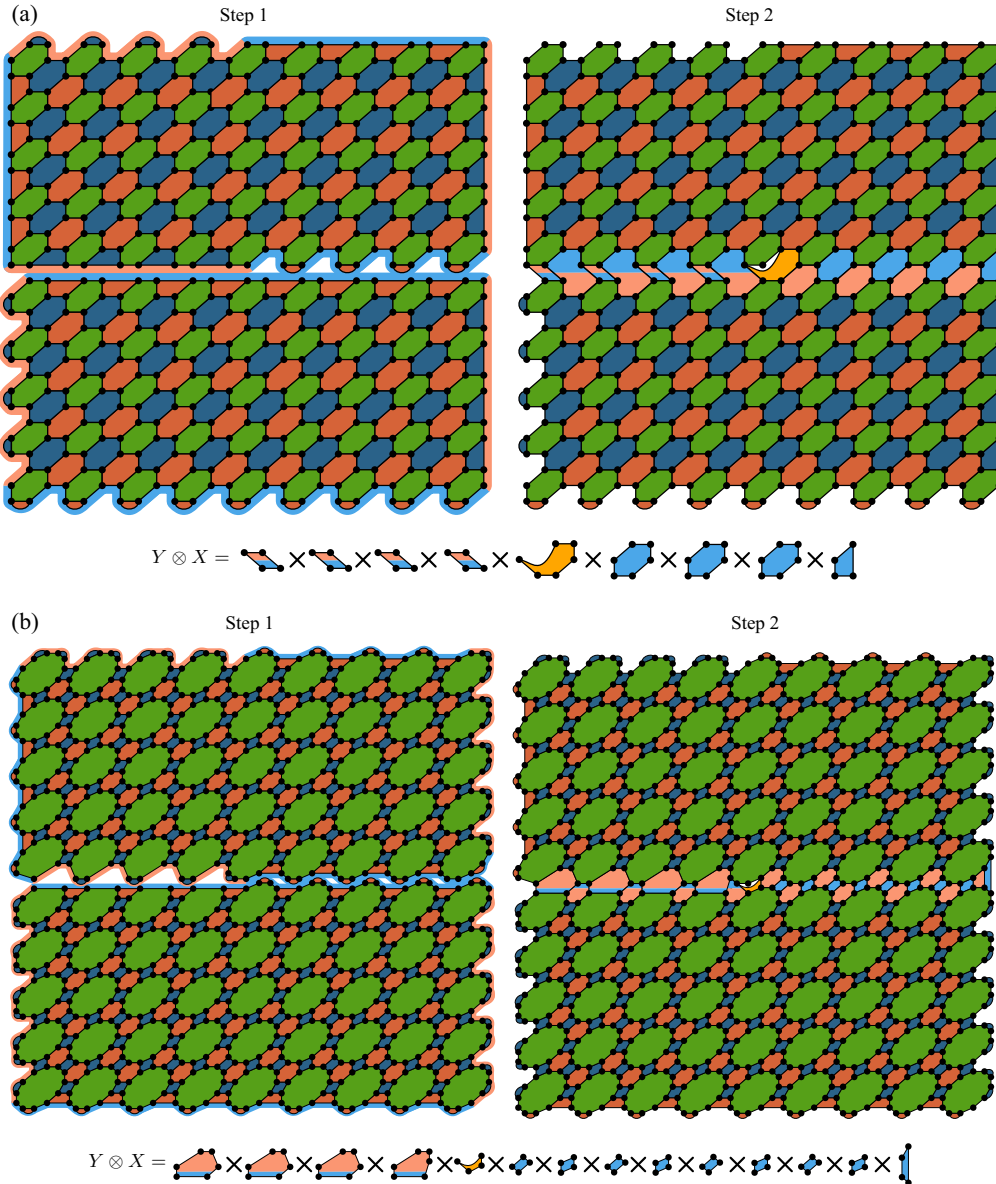 (a)
Step 1
Step 2
Y ⊗ X = × × × × × × × ×
(b)
Step 1
Step 2
Y ⊗ X = × × × × × × × × × × × × ×